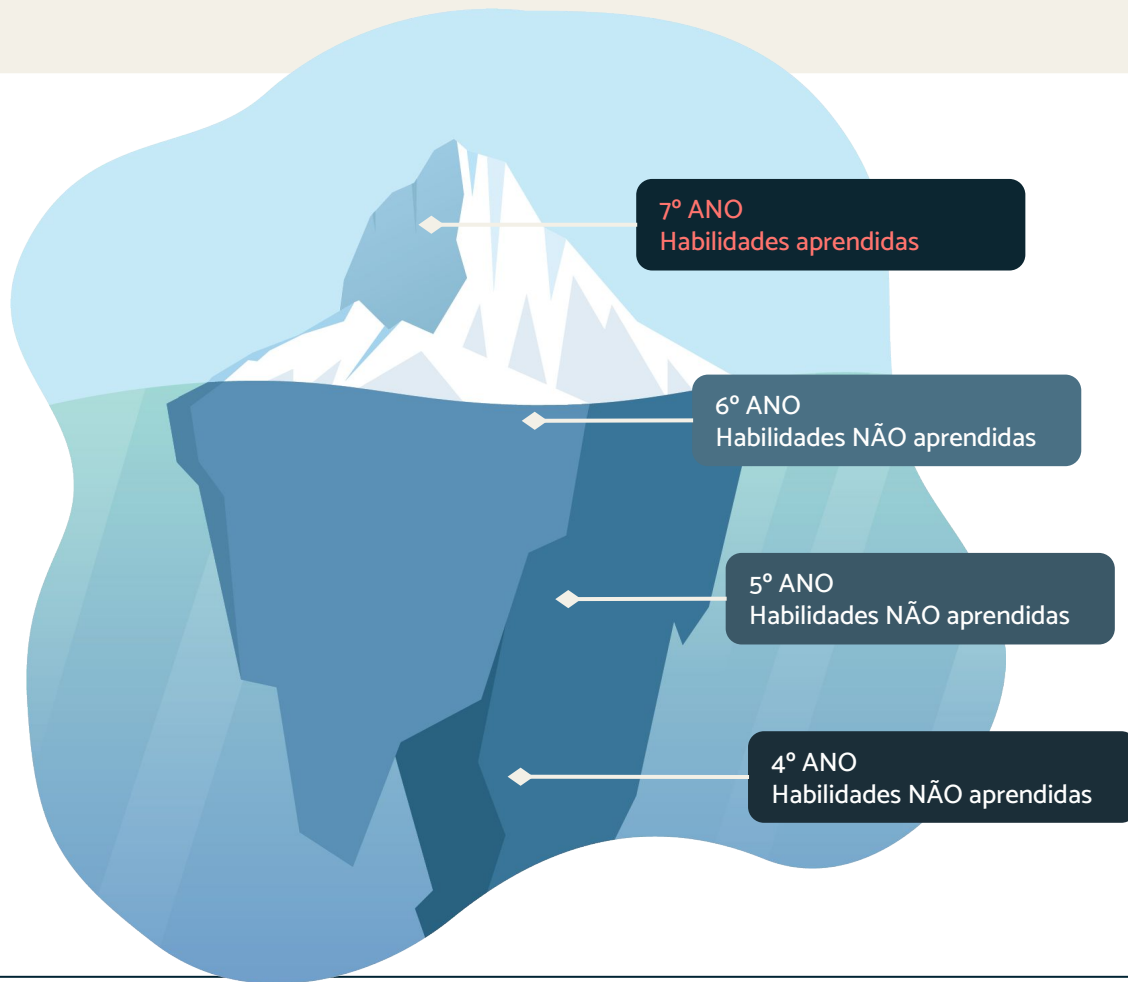 7º ANO
Habilidades aprendidas
6º ANO
Habilidades NÃO aprendidas
5º ANO
Habilidades NÃO aprendidas
4º ANO
Habilidades NÃO aprendidas